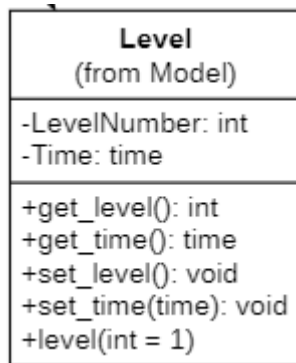 Level
(from Model)
-LevelNumber: int
-Time: time
+get_level(): int
+get_time(): time
+set_level(): void
+set_time(time): void
+level(int = 1)